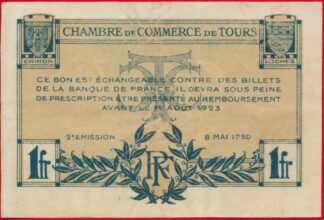 CHAMBRE DE COMMERCE DE TOURS
CHINON
LOCHES
CE BON EST ÉCHANGEABLE CONTRE DES BILLETS
DE LA BANQUE DE FRANCE, IL DEVRA SOUS PEINE
DE PRESCRIPTION ÊTRE PRÉSENTÉ AU REMBOURSEMENT
AVANT LE 1er AOUT 1923
2e EMISSION
8 MAI 1920
1fr
RF
1fr